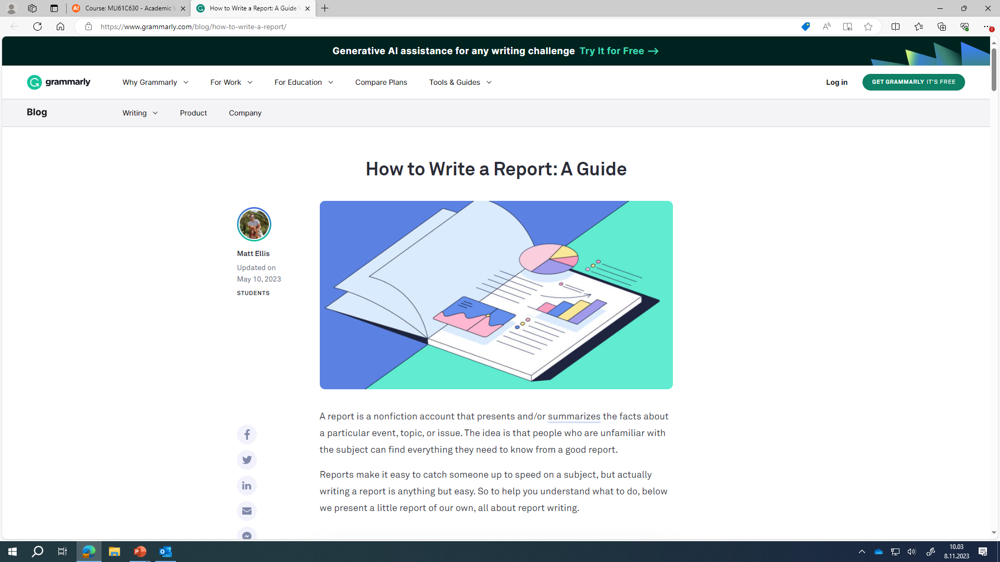 Course: MLI61C630 - Academic
How to Write a Report: A Guide
https://www.grammarly.com/blog/how-to-write-a-report/
Generative AI assistance for any writing challenge Try It for Free →
grammarly
Why Grammarly
For Work
For Education
Compare Plans
Tools & Guides
Log in
GET GRAMMARLY IT'S FREE
Blog
Writing
Product
Company
How to Write a Report: A Guide
Matt Ellis
Updated on
May 10, 2023
STUDENTS
A report is a nonfiction account that presents and/or summarizes the facts about
a particular event, topic, or issue. The idea is that people who are unfamiliar with
the subject can find everything they need to know from a good report.
Reports make it easy to catch someone up to speed on a subject, but actually
writing a report is anything but easy. So to help you understand what to do, below
we present a little report of our own, all about report writing.
10.03
8.11.2023